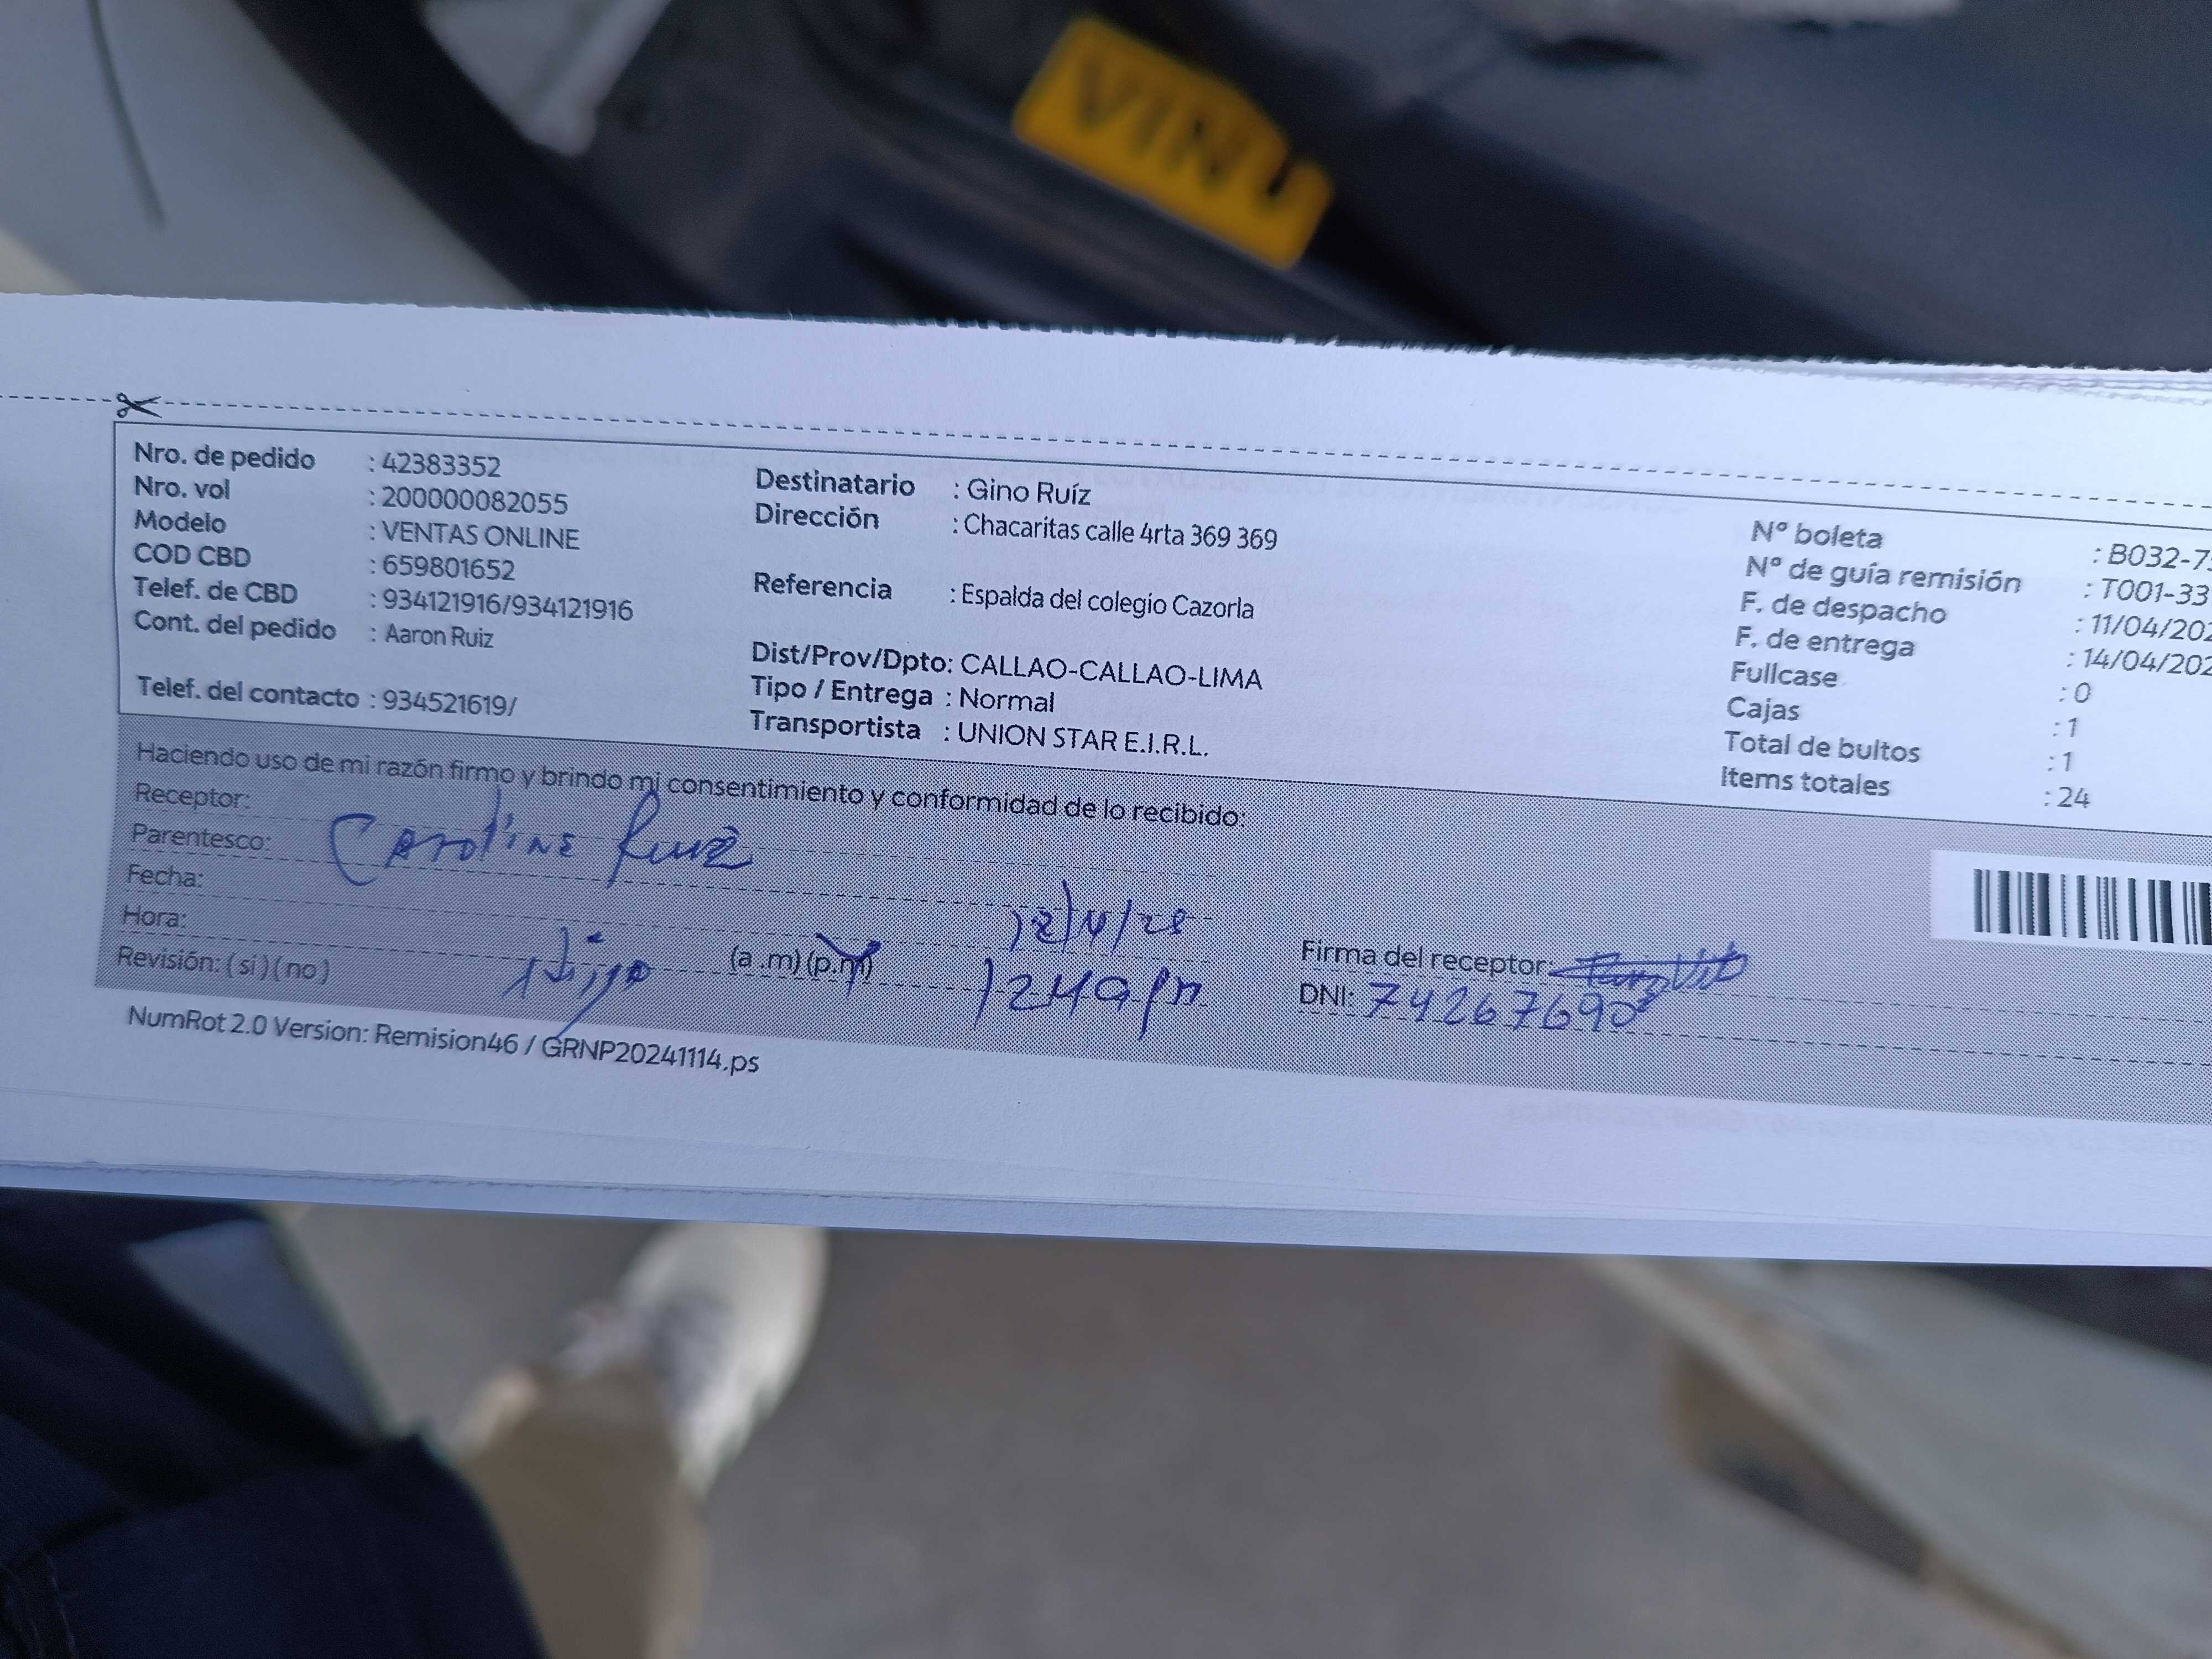 VINU
Nro. de pedido : 42383352
Nro. vol : 200000082055
Modelo : VENTAS ONLINE
COD CBD : 659801652
Telef. de CBD : 934121916/934121916
Cont. del pedido : Aaron Ruiz
Telef. del contacto : 934521619/
Destinatario : Gino Ruíz
Dirección : Chacaritas calle 4rta 369 369
Referencia : Espalda del colegio Cazorla
Dist/Prov/Dpto: CALLAO-CALLAO-LIMA
Tipo / Entrega : Normal
Transportista : UNION STAR E.I.R.L.
Nº boleta : B032-7
Nº de guía remisión : T001-33
F. de despacho : 11/04/202
F. de entrega : 14/04/202
Fullcase : 0
Cajas : 1
Total de bultos : 1
Items totales : 24
Haciendo uso de mi razón firmo y brindo mi consentimiento y conformidad de lo recibido:
Receptor: Caroline Ruiz
Parentesco:
Fecha:
Hora: (a .m) (p.m) 1249 pm
Revisión: ( si ) ( no )
Firma del receptor:
DNI: 74267690
NumRot 2.0 Version: Remision46 / GRNP20241114.ps